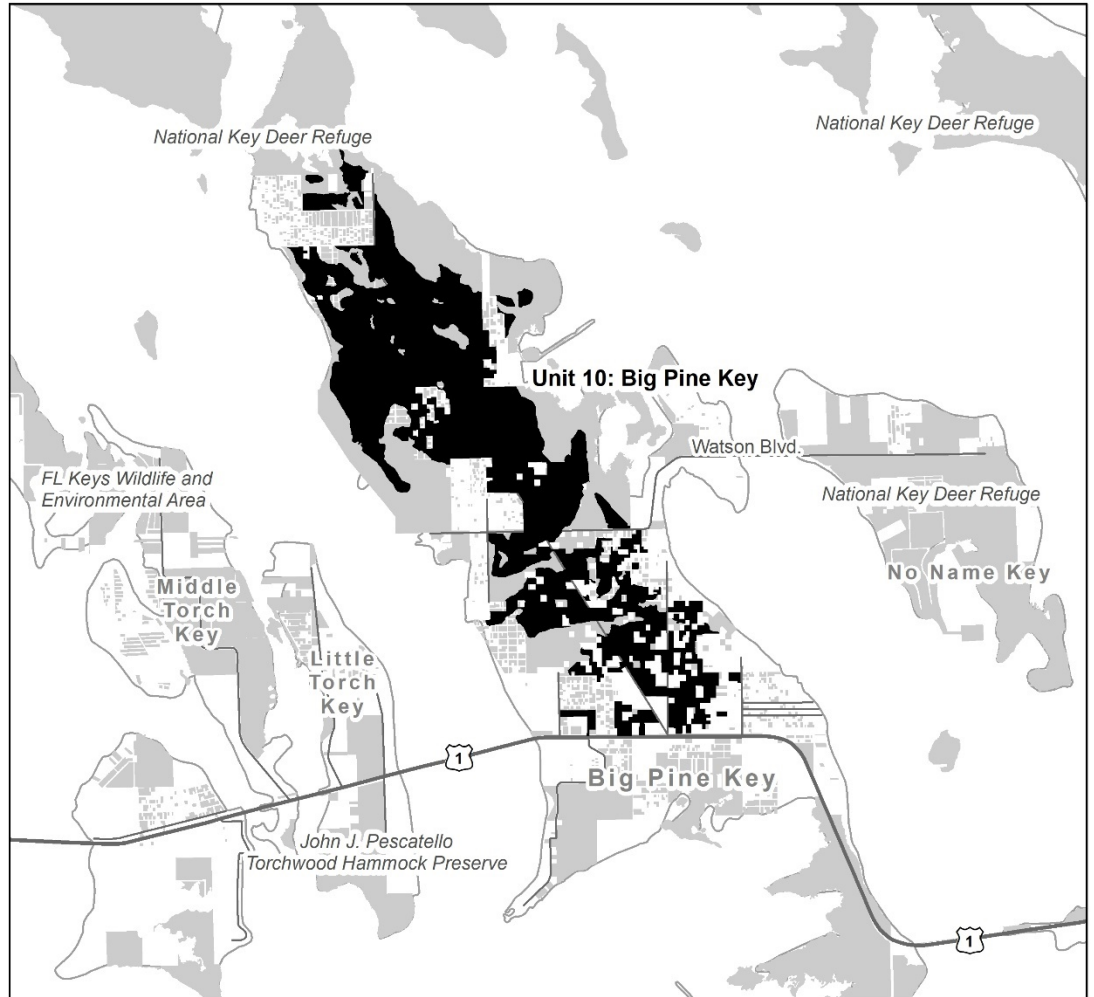 National Key Deer Refuge
National Key Deer Refuge
Unit 10: Big Pine Key
Watson Blvd.
FL Keys Wildlife and
Environmental Area
National Key Deer Refuge
No Name Key
Middle
Torch
Key
Little
Torch
Key
1
Big Pine Key
John J. Pescatello
Torchwood Hammock Preserve
1